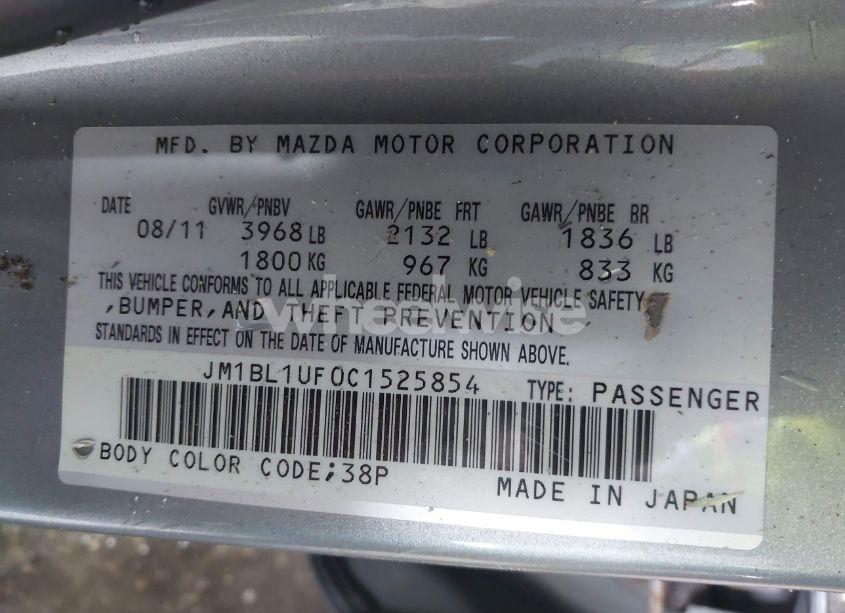 MFD. BY MAZDA MOTOR CORPORATION
DATE GVWR/PNBV GAWR/PNBE FRT GAWR/PNBE RR
08/11 3968 LB 2132 LB 1836 LB
1800 KG 967 KG 833 KG
THIS VEHICLE CONFORMS TO ALL APPLICABLE FEDERAL MOTOR VEHICLE SAFETY
,BUMPER,AND THEFT PREVENTION
wheelwise
STANDARDS IN EFFECT ON THE DATE OF MANUFACTURE SHOWN ABOVE.
JM1BL1UF0C1525854 TYPE: PASSENGER
BODY COLOR CODE;38P
MADE IN JAPAN